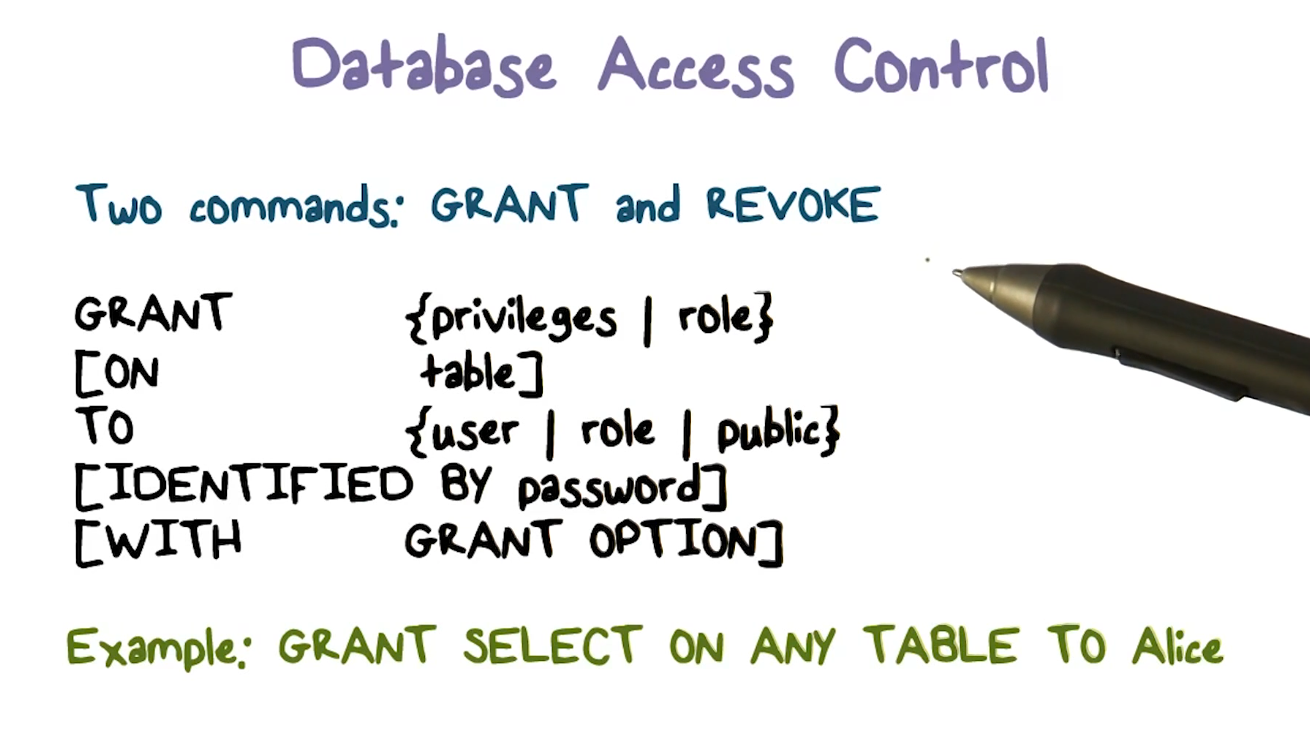 Database Access Control
Two commands: GRANT and REVOKE
GRANT {privileges | role}
[ON table]
TO {user | role | public}
[IDENTIFIED BY password]
[WITH GRANT OPTION]
Example: GRANT SELECT ON ANY TABLE TO Alice